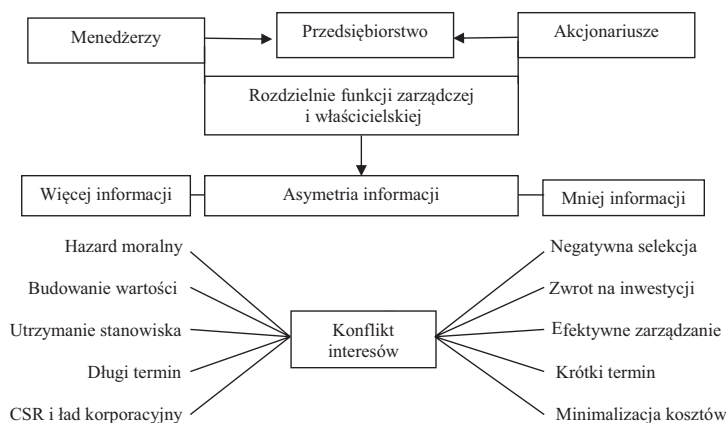 Menedżerzy
Przedsiębiorstwo
Akcjonariusze
Rozdzielnie funkcji zarządczej
i właścicielskiej
Więcej informacji
Asymetria informacji
Mniej informacji
Hazard moralny
Negatywna selekcja
Budowanie wartości
Zwrot na inwestycji
Utrzymanie stanowiska
Konflikt
interesów
Efektywne zarządzanie
Długi termin
Krótki termin
CSR i ład korporacyjny
Minimalizacja kosztów